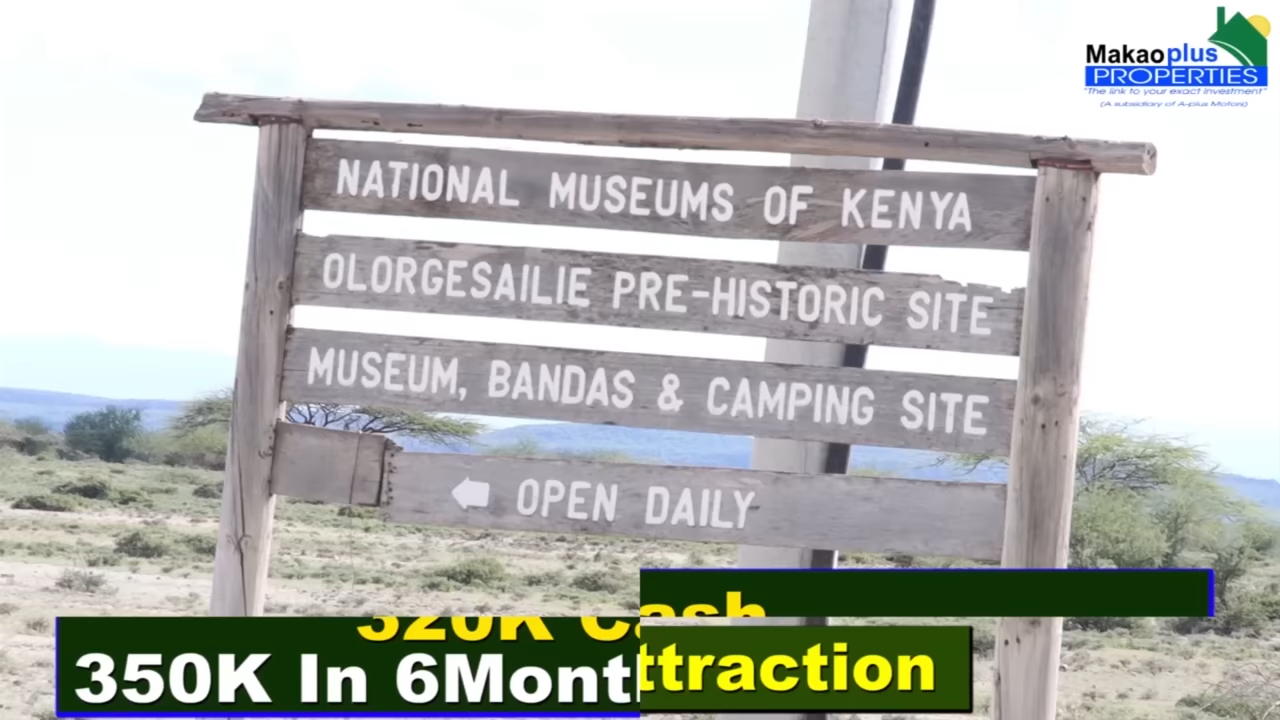 Makaoplus
PROPERTIES
"The link to your exact investment"
(A subsidiary of A-plus Motors)
NATIONAL MUSEUMS OF KENYA
OLORGESAILIE PRE-HISTORIC SITE
MUSEUM, BANDAS & CAMPING SITE
OPEN DAILY
350K In 6Mont
ttraction